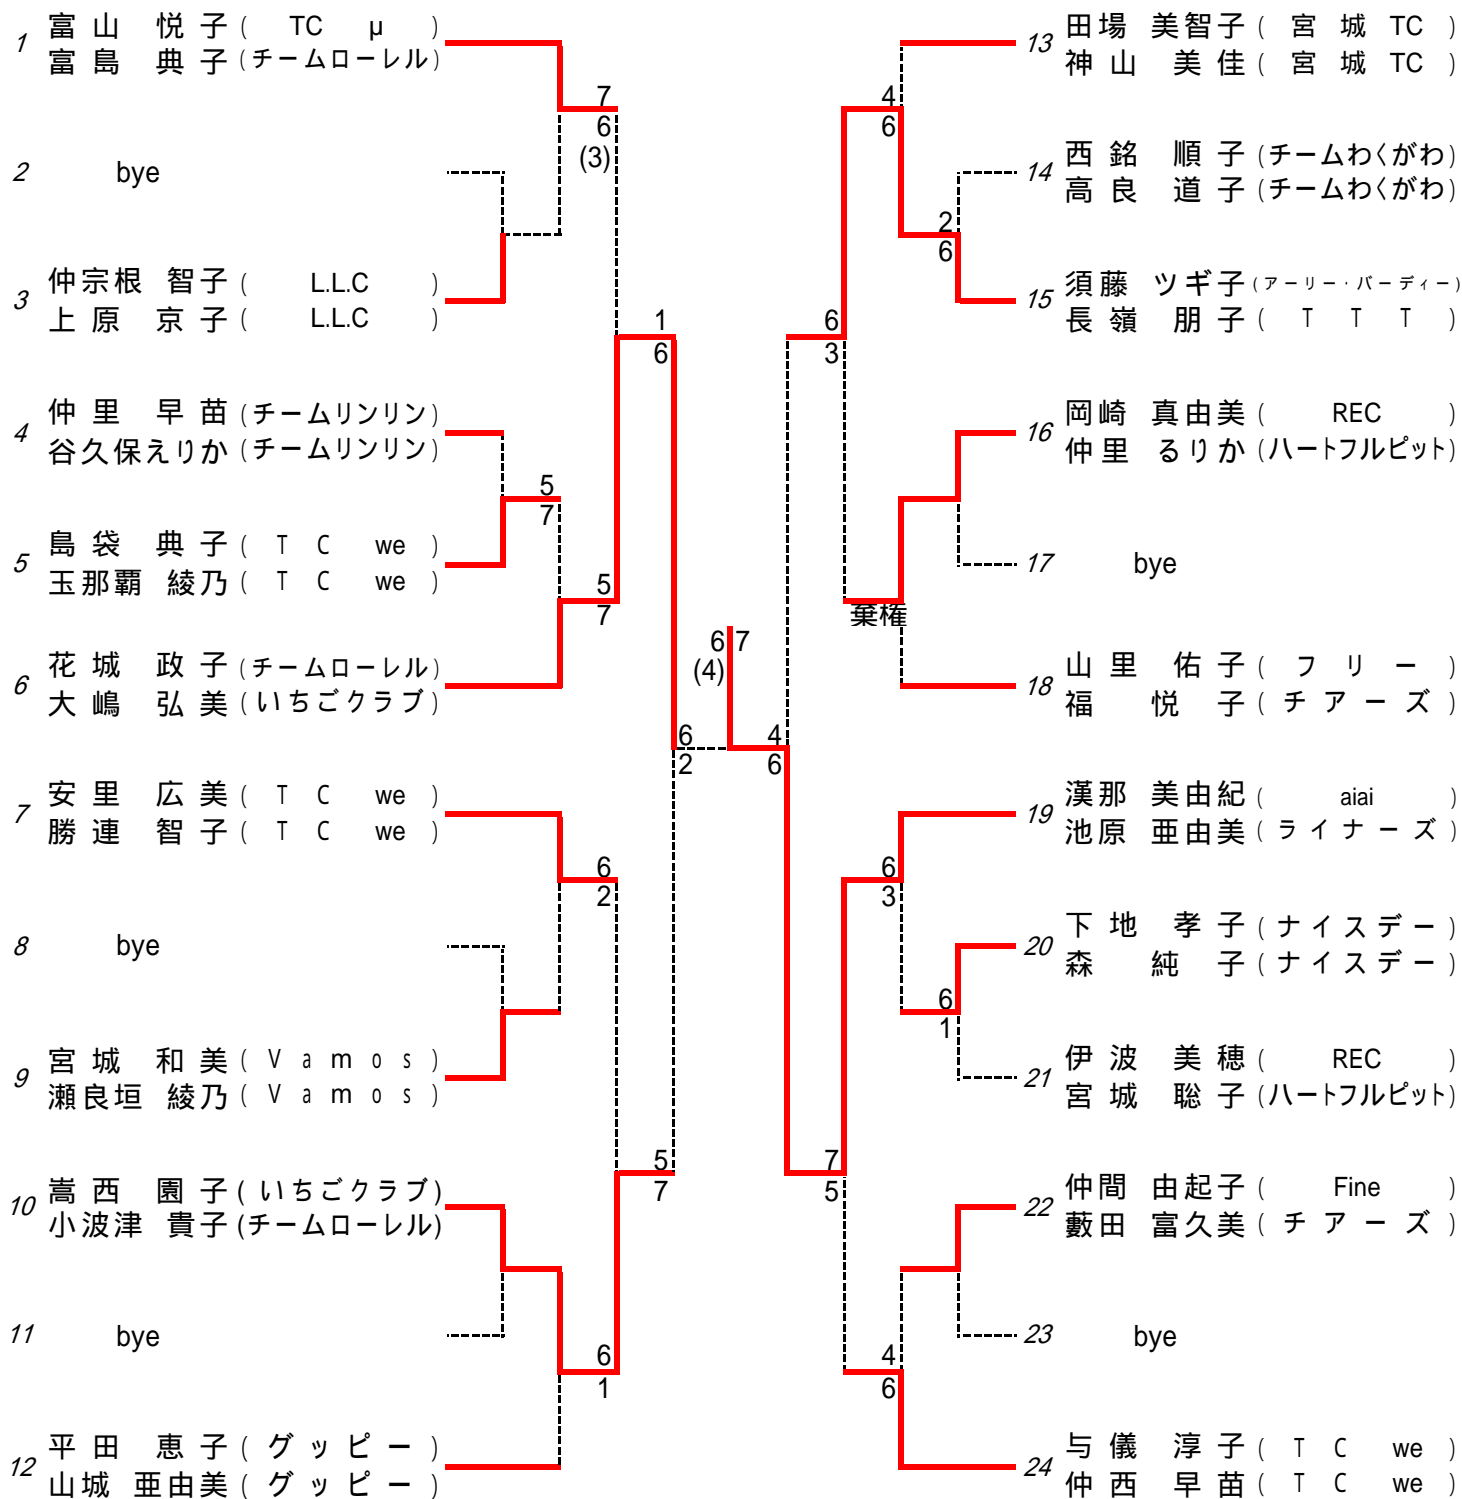 1 富山 悦子 ( TC μ )
富島 典子 (チームローレル)
2 bye
3 仲宗根 智子 ( L.L.C )
上原 京子 ( L.L.C )
4 仲里 早苗 (チームリンリン)
谷久保えりか (チームリンリン)
5 島袋 典子 ( T C we )
玉那覇 綾乃 ( T C we )
6 花城 政子 (チームローレル)
大嶋 弘美 (いちごクラブ)
7 安里 広美 ( T C we )
勝連 智子 ( T C we )
8 bye
9 宮城 和美 ( V a m o s )
瀬良垣 綾乃 ( V a m o s )
10 嵩西 園子 ( いちごクラブ)
小波津 貴子 (チームローレル)
11 bye
12 平田 恵子 ( グッピー )
山城 亜由美 ( グッピー )
7
6
(3)
5
7
5
7
1
6
6
2
6
1
5
7
6
2
6 7
(4)
4
6
6
3
4
6
2
6
棄権
6
3
6
1
7
5
4
6
13 田場 美智子 ( 宮城 TC )
神山 美佳 ( 宮城 TC )
14 西銘 順子 (チームわくがわ)
高良 道子 (チームわくがわ)
15 須藤 ツギ子 (アーリー・バーディー)
長嶺 朋子 ( T T T )
16 岡崎 真由美 ( REC )
仲里 るりか (ハートフルピット)
17 bye
18 山里 佑子 ( フリー )
福 悦子 ( チアーズ )
19 漢那 美由紀 ( aiai )
池原 亜由美 ( ライナーズ )
20 下地 孝子 ( ナイスデー )
森 純子 ( ナイスデー )
21 伊波 美穂 ( REC )
宮城 聡子 (ハートフルピット)
22 仲間 由起子 ( Fine )
藪田 富久美 ( チアーズ )
23 bye
24 与儀 淳子 ( T C we )
仲西 早苗 ( T C we )